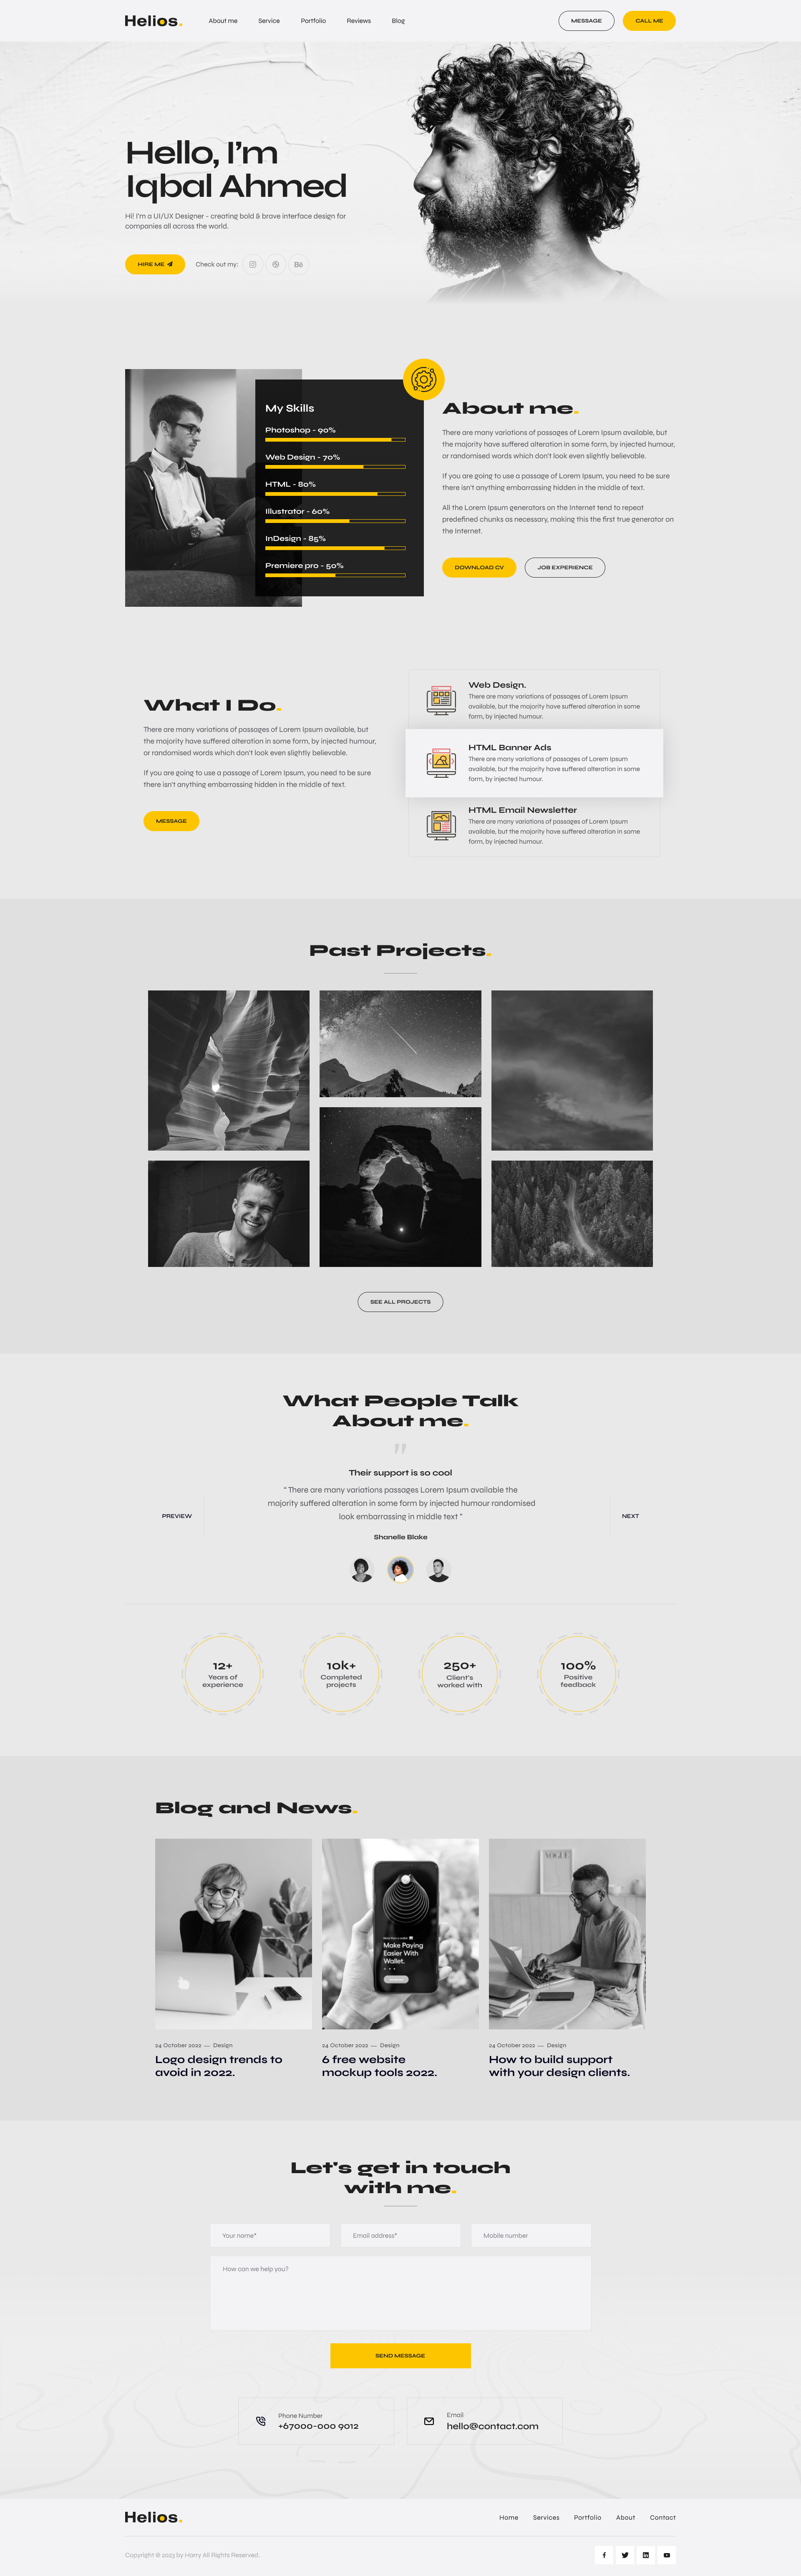 Helios.
About me
Service
Portfolio
Reviews
Blog
MESSAGE
CALL ME
Hello, I'm
Iqbal Ahmed
Hi! I'm a UI/UX Designer - creating bold & brave interface design for
companies all across the world.
HIRE ME
Check out my:
Bē
My Skills
Photoshop - 90%
Web Design - 70%
HTML - 80%
Illustrator - 60%
InDesign - 85%
Premiere pro - 50%
About me.
There are many variations of passages of Lorem Ipsum available, but
the majority have suffered alteration in some form, by injected humour,
or randomised words which don't look even slightly believable.
If you are going to use a passage of Lorem Ipsum, you need to be sure
there isn't anything embarrassing hidden in the middle of text.
All the Lorem Ipsum generators on the Internet tend to repeat
predefined chunks as necessary, making this the first true generator on
the Internet.
DOWNLOAD CV
JOB EXPERIENCE
What I Do.
There are many variations of passages of Lorem Ipsum available, but
the majority have suffered alteration in some form, by injected humour,
or randomised words which don't look even slightly believable.
If you are going to use a passage of Lorem Ipsum, you need to be sure
there isn't anything embarrassing hidden in the middle of text.
MESSAGE
Web Design.
There are many variations of passages of Lorem Ipsum
available, but the majority have suffered alteration in some
form, by injected humour.
HTML Banner Ads
There are many variations of passages of Lorem Ipsum
available, but the majority have suffered alteration in some
form, by injected humour.
HTML Email Newsletter
There are many variations of passages of Lorem Ipsum
available, but the majority have suffered alteration in some
form, by injected humour.
Past Projects.
SEE ALL PROJECTS
What People Talk
About me.
"
Their support is so cool
" There are many variations passages Lorem Ipsum available the
majority suffered alteration in some form by injected humour randomised
look embarrassing in middle text "
PREVIEW
NEXT
Shanelle Blake
12+
Years of
experience
10k+
Completed
projects
250+
Client's
worked with
100%
Positive
feedback
Blog and News.
Make Paying
Easier With
Wallet.
VOGUE
24 October 2022 — Design
Logo design trends to
avoid in 2022.
24 October 2022 — Design
6 free website
mockup tools 2022.
24 October 2022 — Design
How to build support
with your design clients.
Let's get in touch
with me.
Your name*
Email address*
Mobile number
How can we help you?
SEND MESSAGE
Phone Number
+67000-000 9012
Email
hello@contact.com
Helios.
Home
Services
Portfolio
About
Contact
Copyright © 2023 by Harry All Rights Reserved.